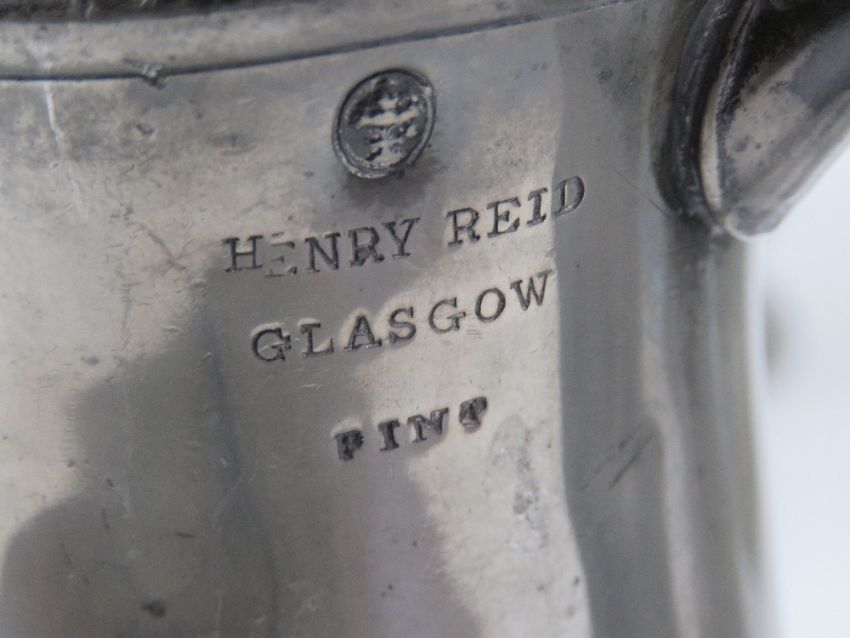 HENRY REID
GLASGOW
PINT